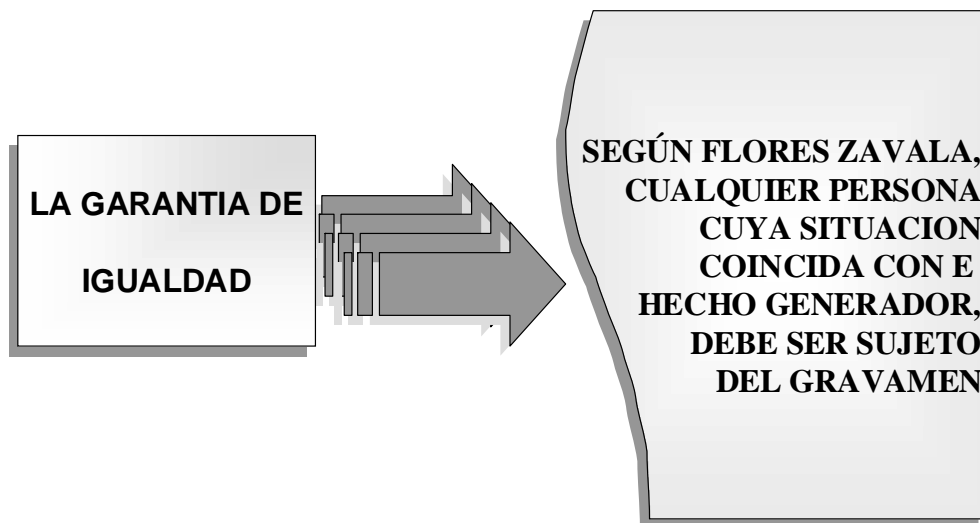 LA GARANTIA DE
IGUALDAD
SEGÚN FLORES ZAVALA,
CUALQUIER PERSONA
CUYA SITUACION
COINCIDA CON E
HECHO GENERADOR,
DEBE SER SUJETO
DEL GRAVAMEN